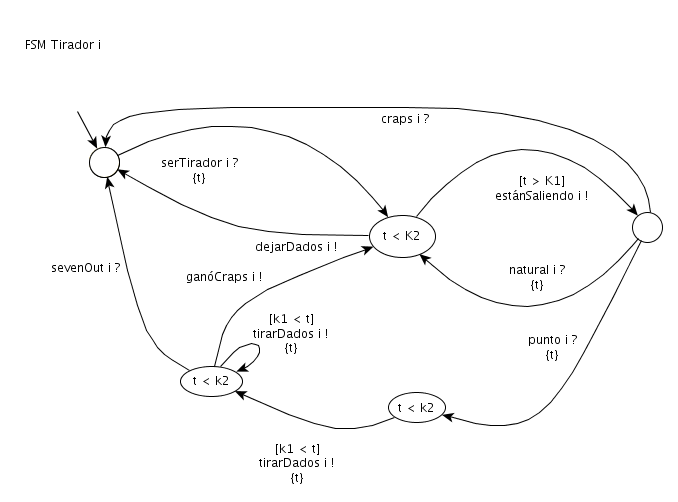 FSM Tirador i
craps i ?
serTirador i ?
{t}
[t > K1]
estánSaliendo i !
t < K2
dejarDados i !
sevenOut i ?
ganóCraps i !
natural i ?
{t}
[k1 < t]
tirarDados i !
{t}
punto i ?
{t}
t < k2
t < k2
[k1 < t]
tirarDados i !
{t}